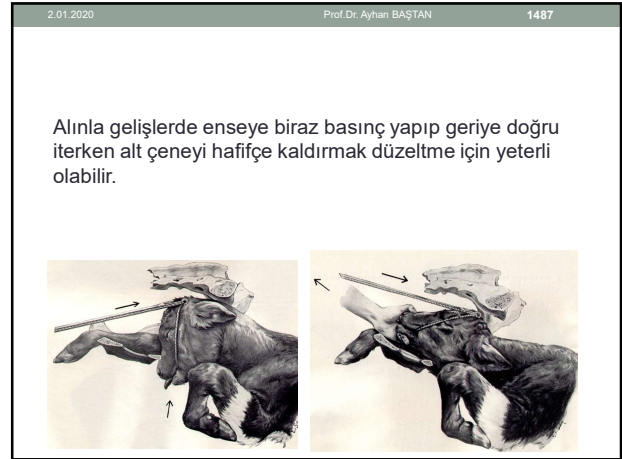 2.01.2020 Prof.Dr. Ayhan BAŞTAN 1487
Alınla gelişlerde enseye biraz basınç yapıp geriye doğru
iterken alt çeneyi hafifçe kaldırmak düzeltme için yeterli
olabilir.